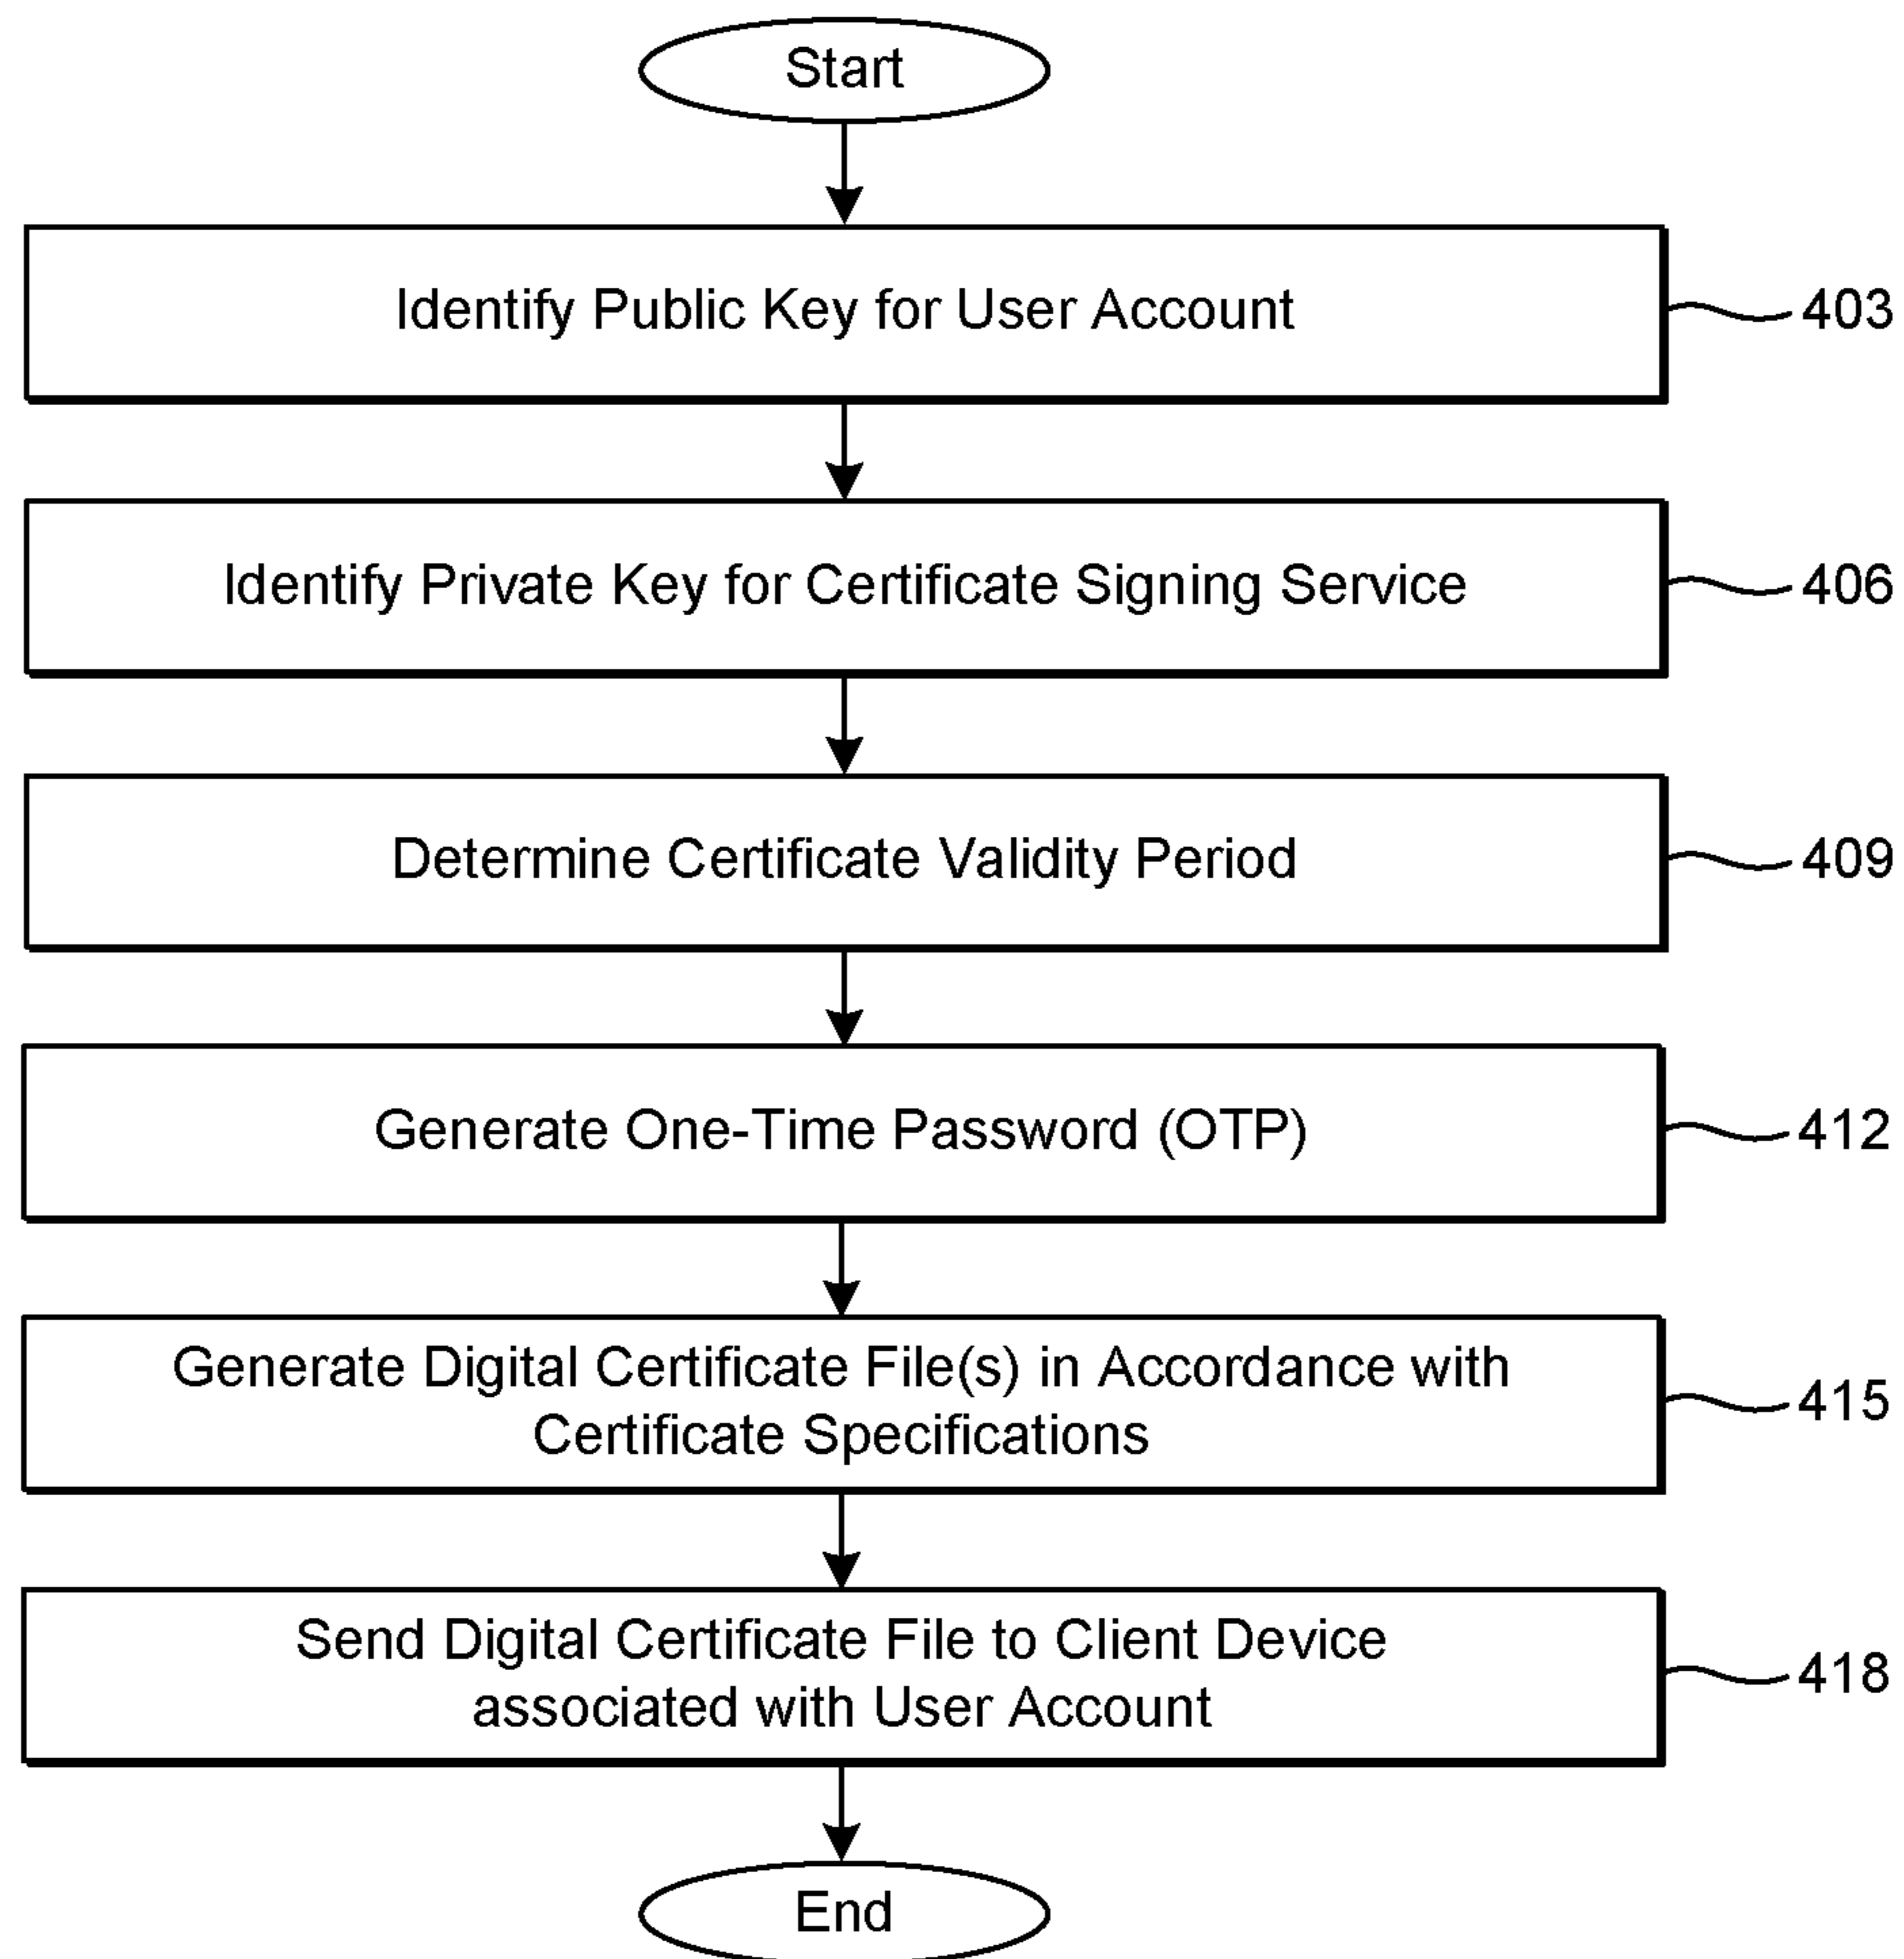 Start
Identify Public Key for User Account
403
Identify Private Key for Certificate Signing Service
406
Determine Certificate Validity Period
409
Generate One-Time Password (OTP)
412
Generate Digital Certificate File(s) in Accordance with
Certificate Specifications
415
Send Digital Certificate File to Client Device
associated with User Account
418
End